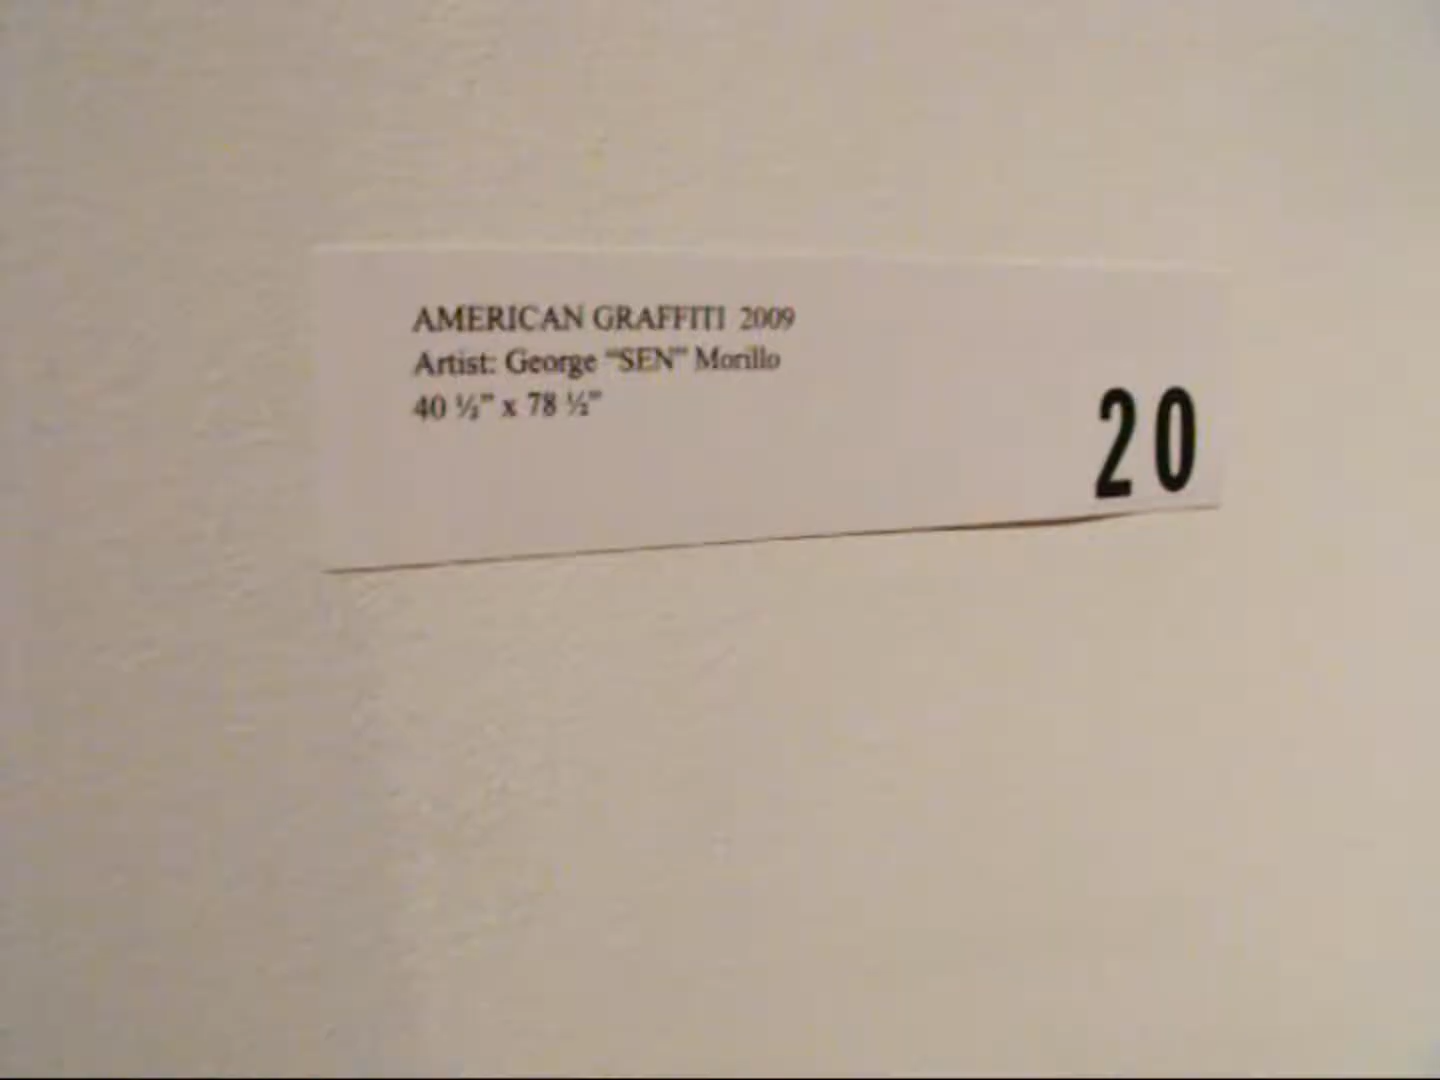 AMERICAN GRAFFITI 2009
Artist: George “SEN” Morillo
40 ½” x 78 ½”
20